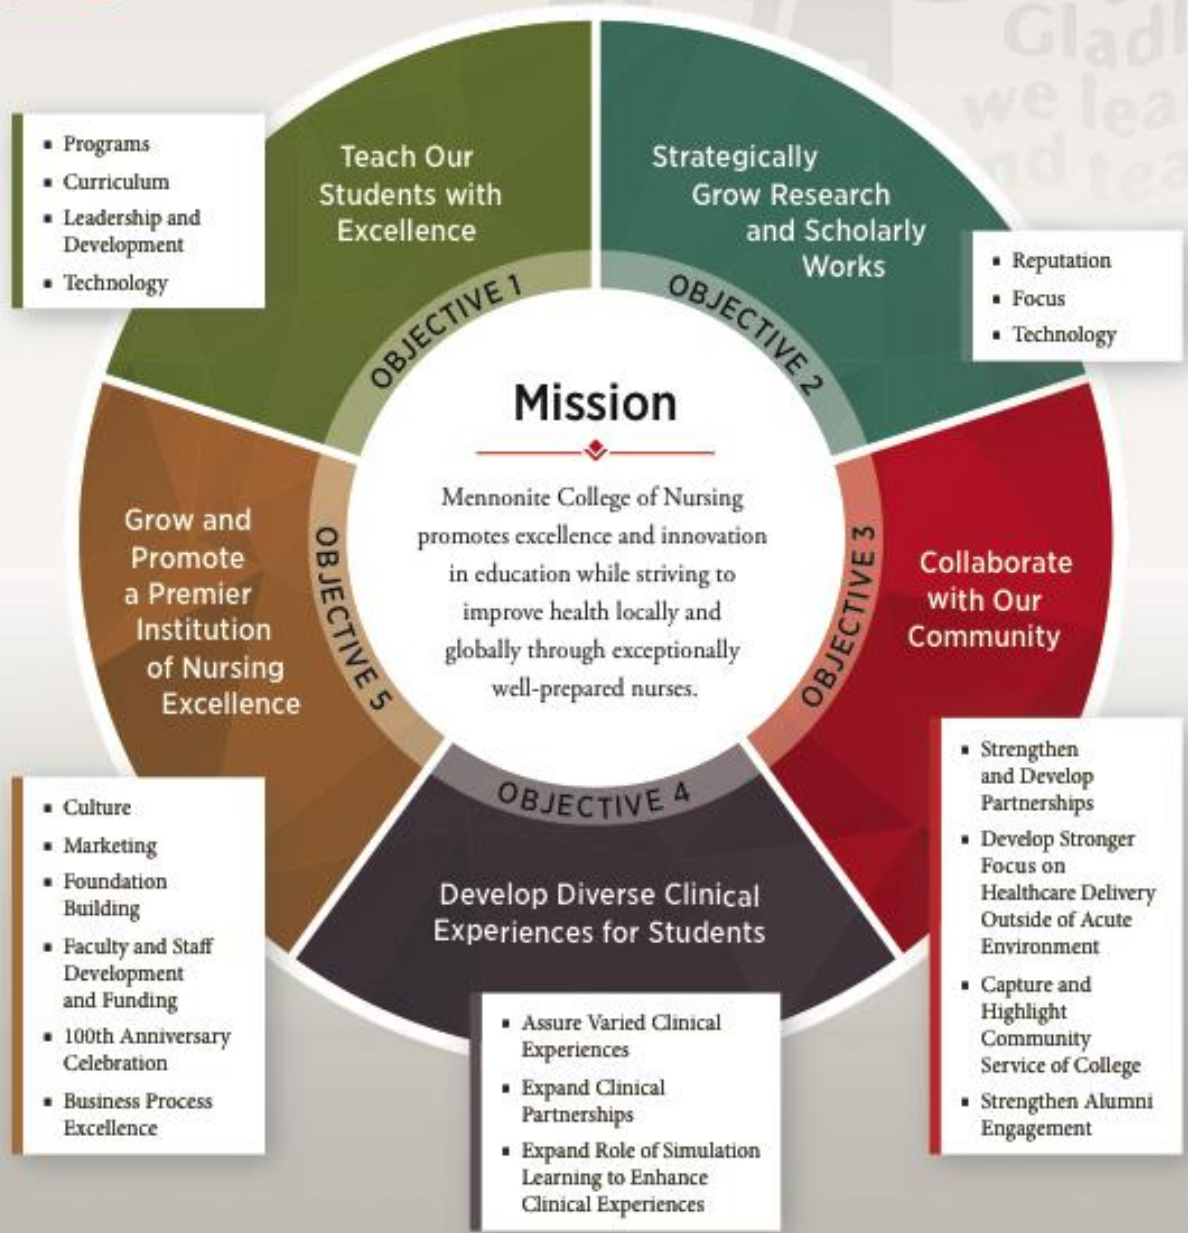 Gladl
we lea
nd tea
Teach Our
Students with
Excellence
OBJECTIVE 1
▪ Programs
▪ Curriculum
▪ Leadership and
Development
▪ Technology
Strategically
Grow Research
and Scholarly
Works
OBJECTIVE 2
▪ Reputation
▪ Focus
▪ Technology
Mission
Mennonite College of Nursing
promotes excellence and innovation
in education while striving to
improve health locally and
globally through exceptionally
well-prepared nurses.
Collaborate
with Our
Community
OBJECTIVE 3
▪ Strengthen
and Develop
Partnerships
▪ Develop Stronger
Focus on
Healthcare Delivery
Outside of Acute
Environment
▪ Capture and
Highlight
Community
Service of College
▪ Strengthen Alumni
Engagement
OBJECTIVE 4
Develop Diverse Clinical
Experiences for Students
▪ Assure Varied Clinical
Experiences
▪ Expand Clinical
Partnerships
▪ Expand Role of Simulation
Learning to Enhance
Clinical Experiences
OBJECTIVE 5
Grow and
Promote
a Premier
Institution
of Nursing
Excellence
▪ Culture
▪ Marketing
▪ Foundation
Building
▪ Faculty and Staff
Development
and Funding
▪ 100th Anniversary
Celebration
▪ Business Process
Excellence